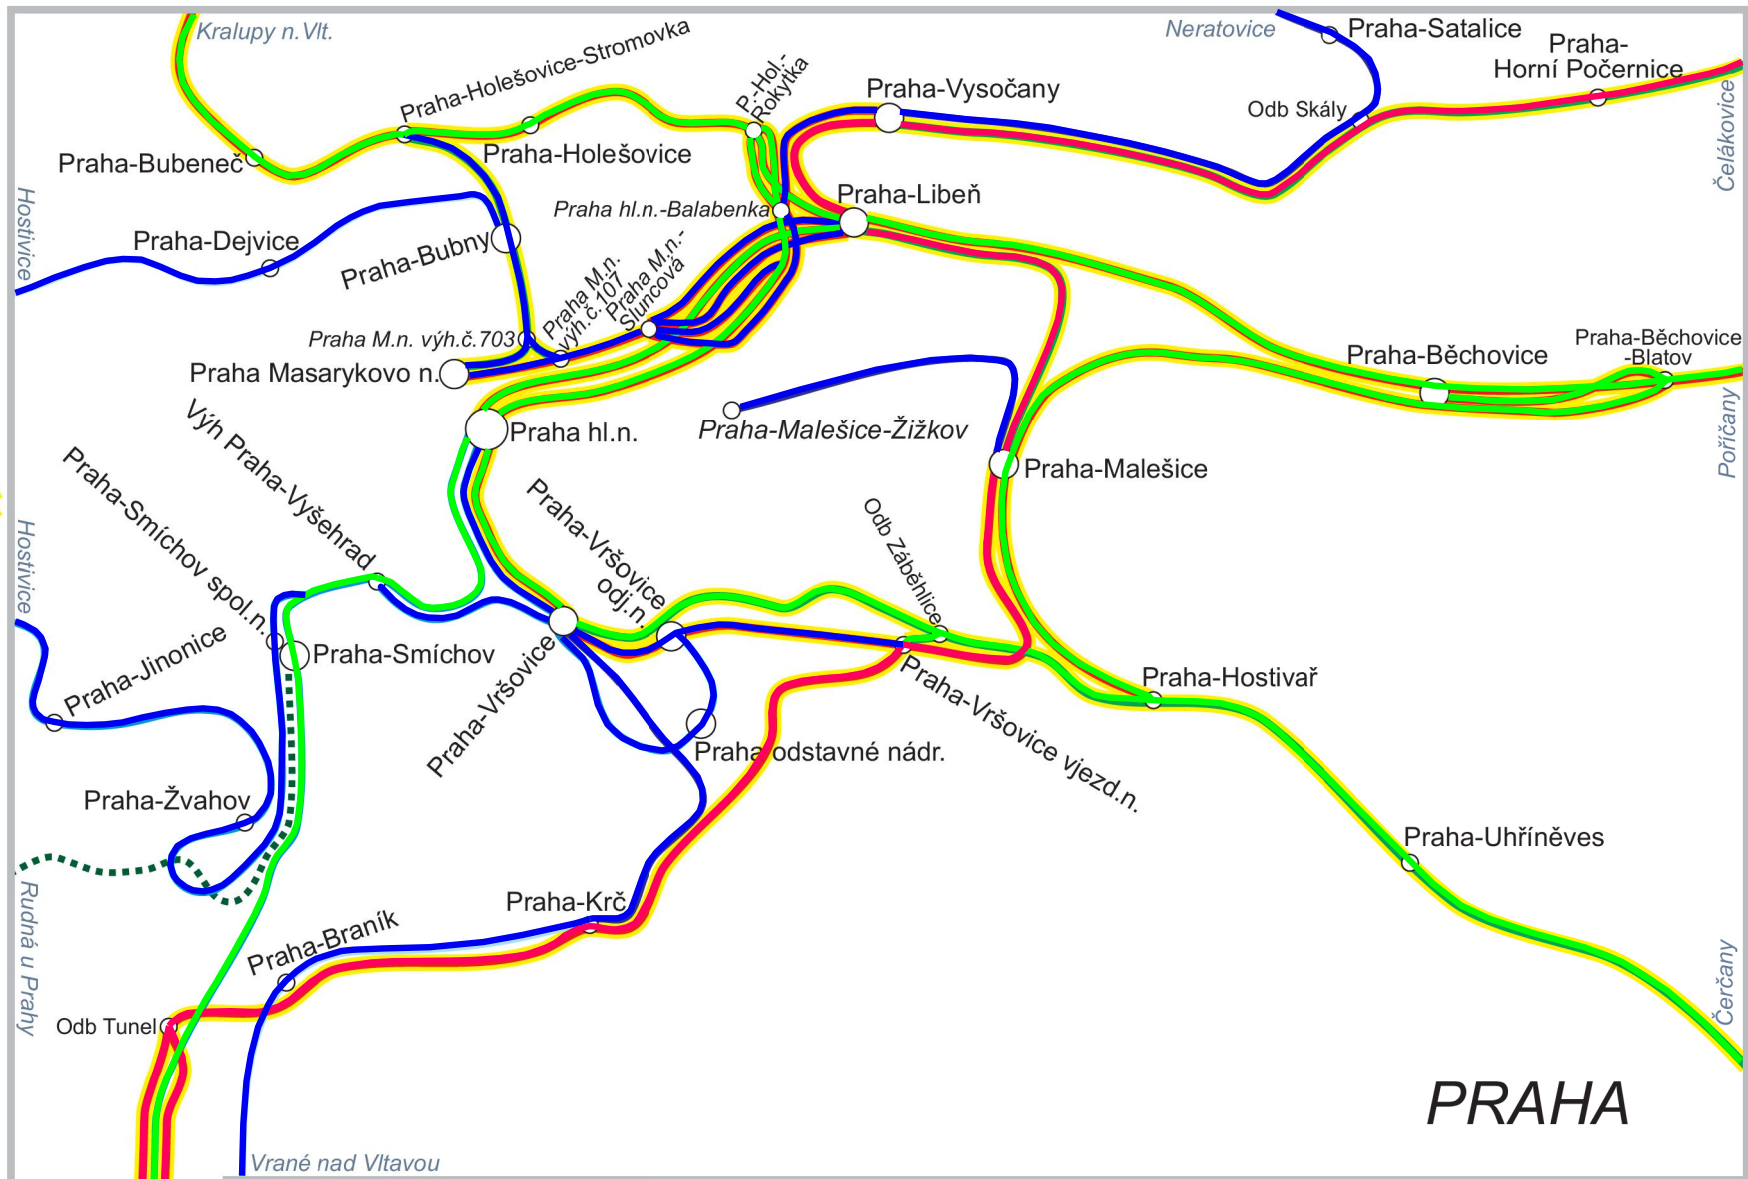 Kralupy n.Vlt.
Neratovice
Praha-Satalice
Praha-
Horní Počernice
Praha-Holešovice-Stromovka
P.-Hol.-
Rokytka
Praha-Vysočany
Odb Skály
Čelákovice
Praha-Bubeneč
Praha-Holešovice
Hostivice
Praha-Libeň
Praha hl.n.-Balabenka
Praha-Dejvice
Praha-Bubny
Praha M.n.
výh.č.107
Praha M.n.-
Sluncová
Praha M.n. výh.č.703
Praha Masarykovo n.
Praha-Běchovice
Praha-Běchovice
-Blatov
Poříčany
Praha hl.n.
Praha-Malešice-Žižkov
Praha-Malešice
Výh Praha-Vyšehrad
Praha-Smíchov spol.n.
Praha-Vršovice
odj.n.
Odb Záběhlice
Hostivice
Praha-Jinonice
Praha-Smíchov
Praha-Vršovice
Praha-Vršovice vjezd.n.
Praha-Hostivař
Praha odstavné nádr.
Praha-Žvahov
Praha-Uhříněves
Rudná u Prahy
Praha-Krč
Praha-Braník
Čerčany
Odb Tunel
PRAHA
Vrané nad Vltavou